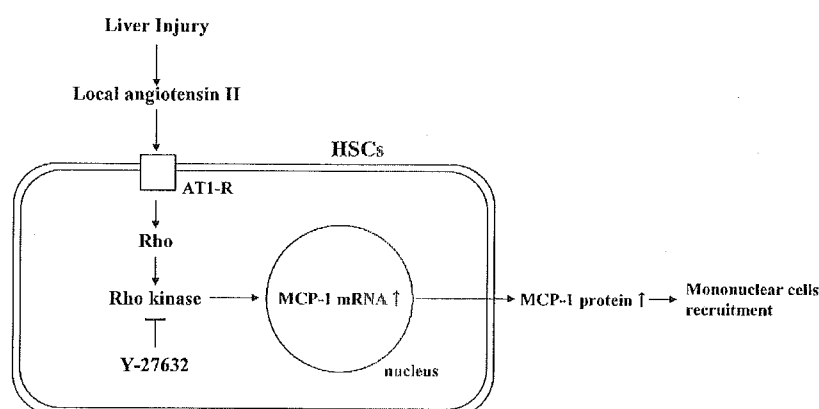 Liver Injury
Local angiotensin II
HSCs
AT1-R
Rho
Rho kinase
MCP-1 mRNA ↑
MCP-1 protein ↑
Mononuclear cells
recruitment
Y-27632
nucleus